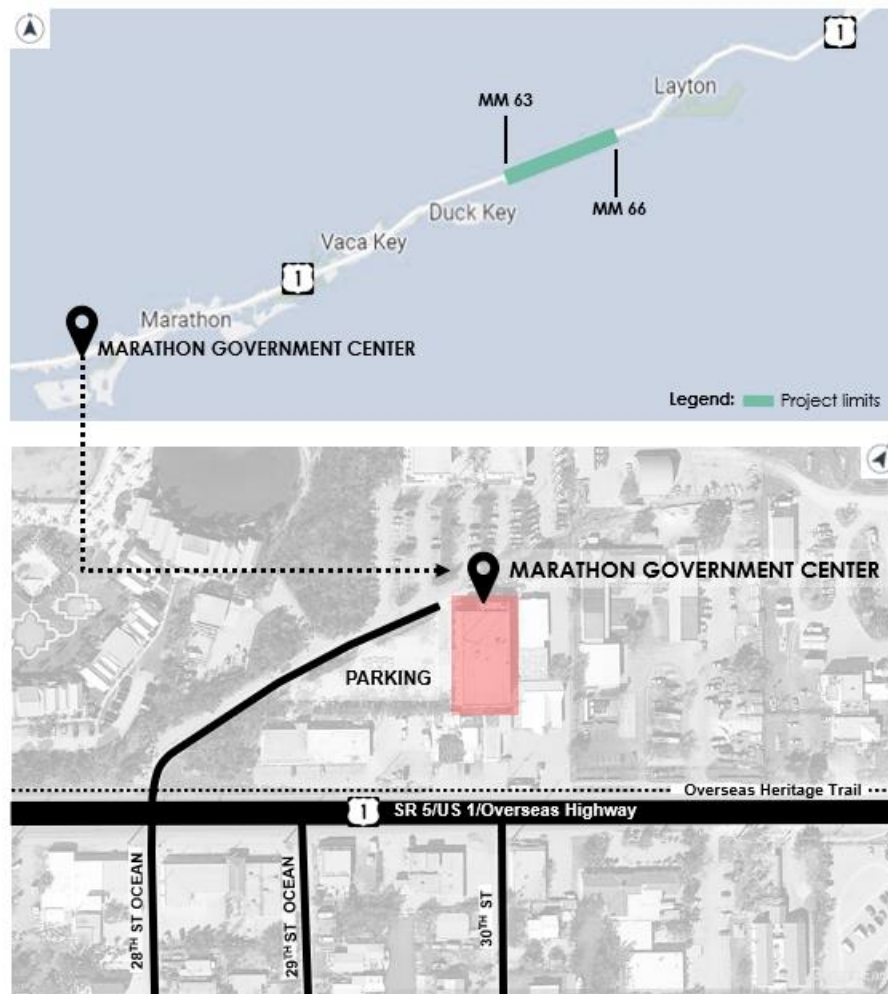 1
Layton
MM 63
MM 66
Duck Key
Vaca Key
1
Marathon
MARATHON GOVERNMENT CENTER
Legend: Project limits
MARATHON GOVERNMENT CENTER
PARKING
Overseas Heritage Trail
1 SR 5/US 1/Overseas Highway
28TH ST OCEAN
29TH ST OCEAN
30TH ST